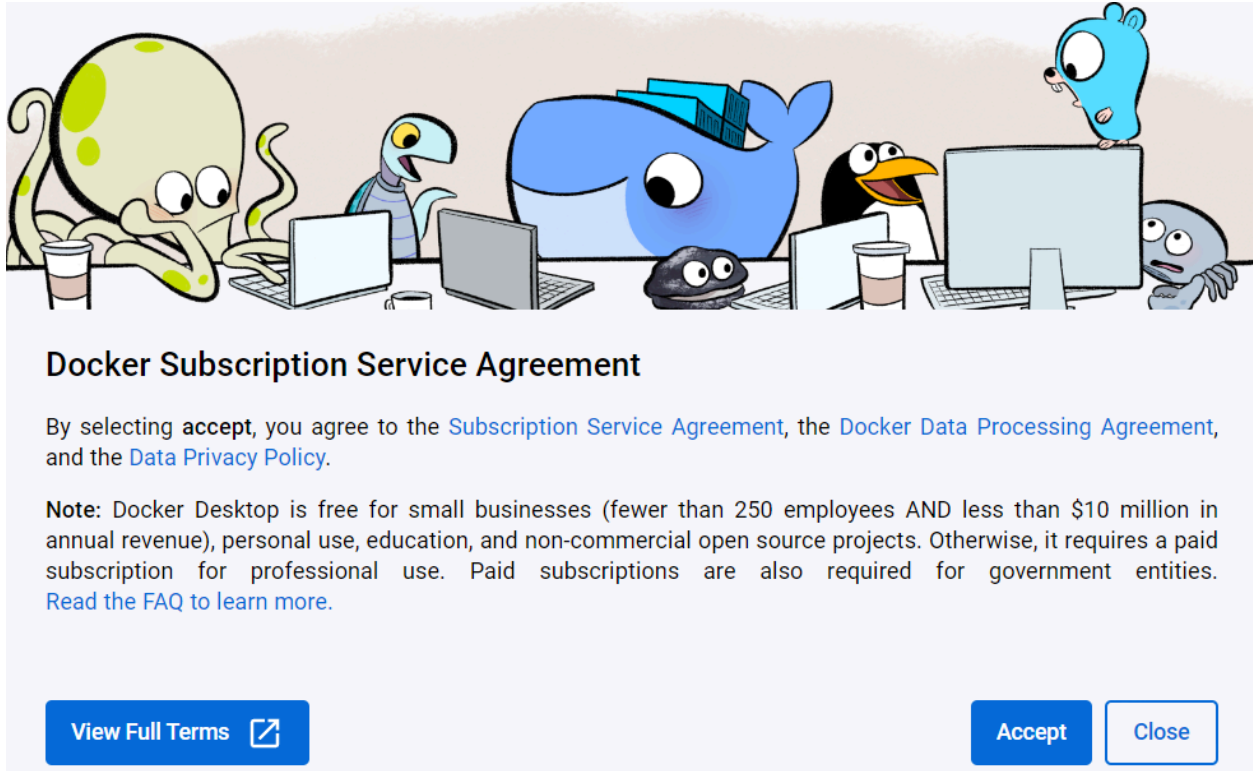 Docker Subscription Service Agreement
By selecting accept, you agree to the Subscription Service Agreement, the Docker Data Processing Agreement,
and the Data Privacy Policy.
Note: Docker Desktop is free for small businesses (fewer than 250 employees AND less than $10 million in
annual revenue), personal use, education, and non-commercial open source projects. Otherwise, it requires a paid
subscription for professional use. Paid subscriptions are also required for government entities.
Read the FAQ to learn more.
View Full Terms
Accept
Close